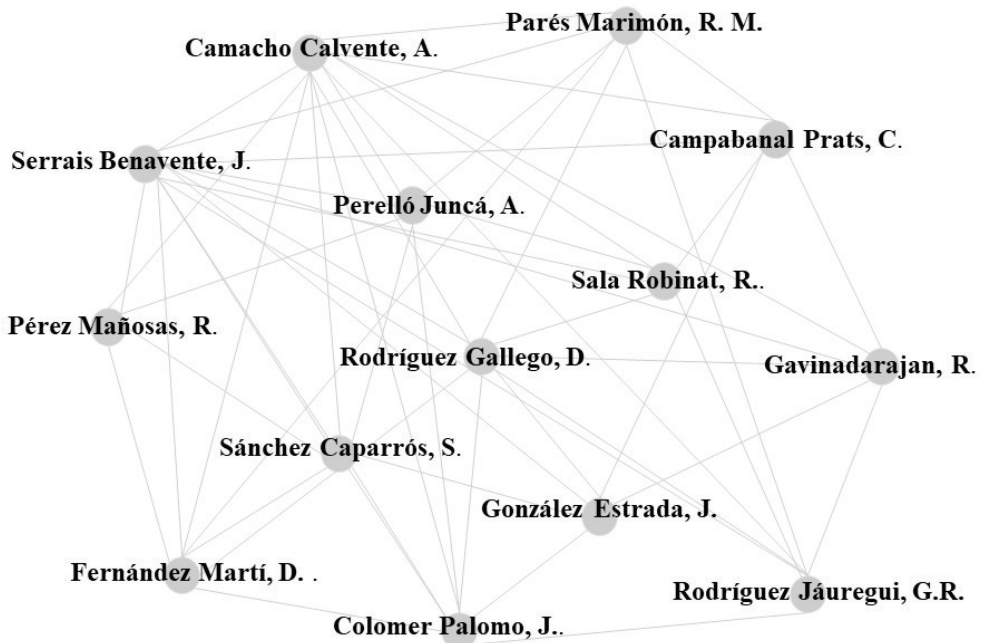 Parés Marimón, R. M.
Camacho Calvente, A.
Campabanal Prats, C.
Serrais Benavente, J.
Perelló Juncá, A.
Sala Robinat, R..
Pérez Mañosas, R.
Rodríguez Gallego, D.
Gavinadarajan, R.
Sánchez Caparrós, S.
González Estrada, J.
Fernández Martí, D. .
Rodríguez Jáuregui, G.R.
Colomer Palomo, J..